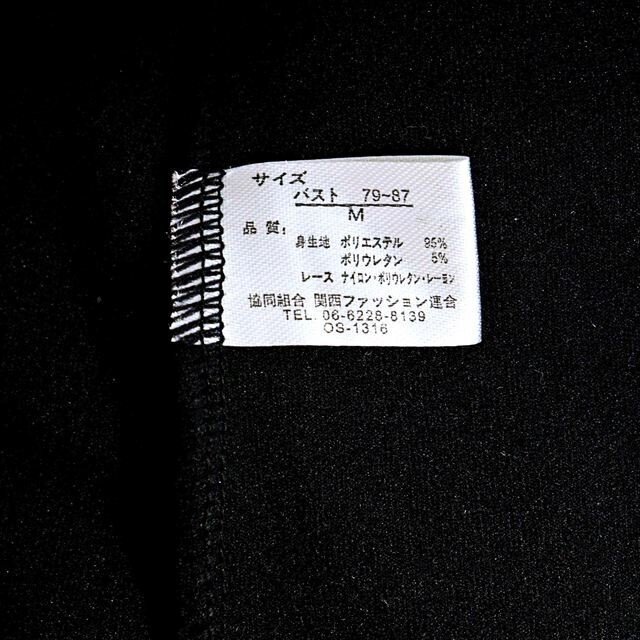 サイズ
バスト 79~87
M
品質:
身生地 ポリエステル 95%
ポリウレタン 5%
レース ナイロン・ポリウレタン・レーヨン
協同組合 関西ファッション連合
TEL. 06-6228-8139
OS-1316